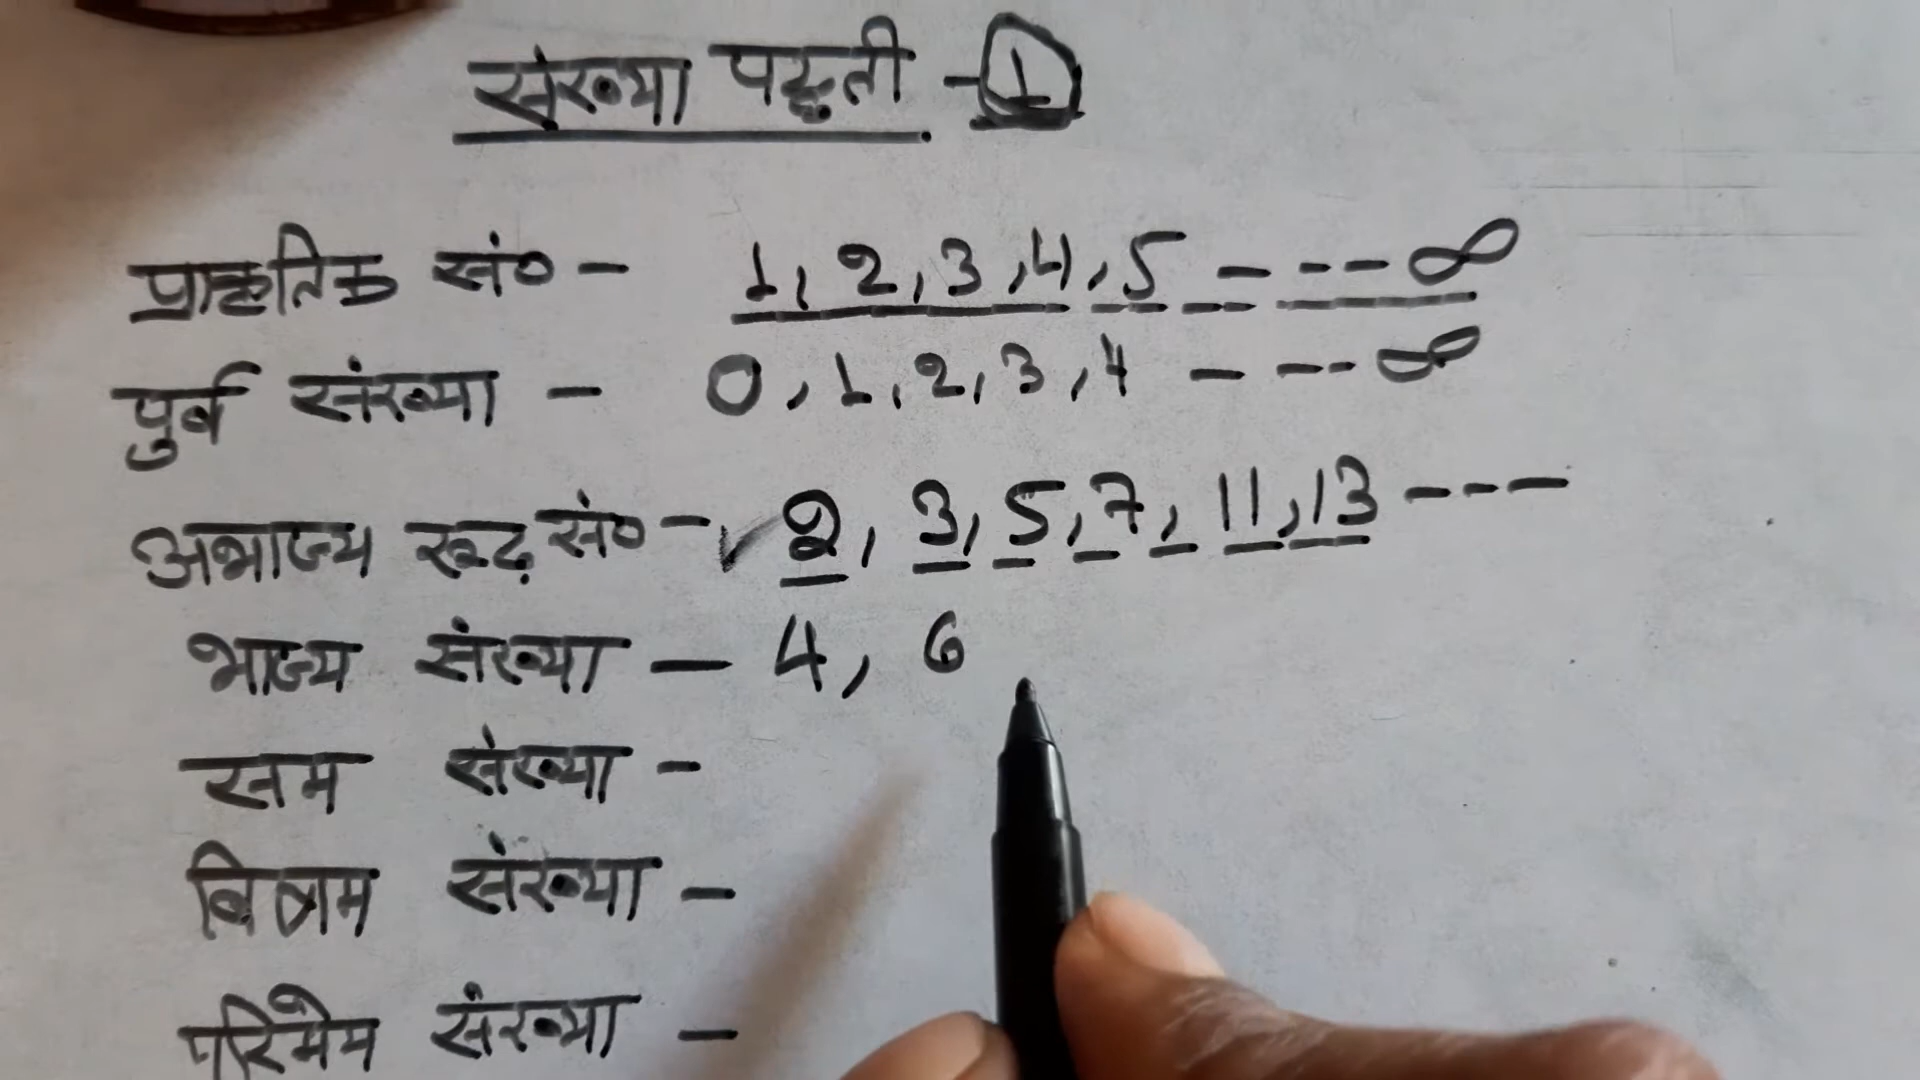 संख्या पद्धती - 1
प्राकृतिक सं० - 1, 2, 3, 4, 5 - - - - ∞
पुर्व संख्या - 0, 1, 2, 3, 4 - - - - ∞
अभाज्य रूढ़ सं० - ✓ 2, 3, 5, 7, 11, 13 - - -
भाज्य संख्या - 4, 6
सम संख्या -
विषम संख्या -
परिमेम संख्या -